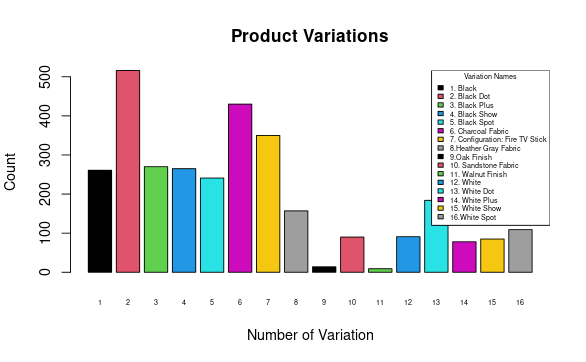 Product Variations
Count
0
100
200
300
400
500
1
2
3
4
5
6
7
8
9
10
11
12
13
14
15
16
Number of Variation
Variation Names
1. Black
2. Black Dot
3. Black Plus
4. Black Show
5. Black Spot
6. Charcoal Fabric
7. Configuration: Fire TV Stick
8.Heather Gray Fabric
9.Oak Finish
10. Sandstone Fabric
11. Walnut Finish
12. White
13. White Dot
14. White Plus
15. White Show
16.White Spot